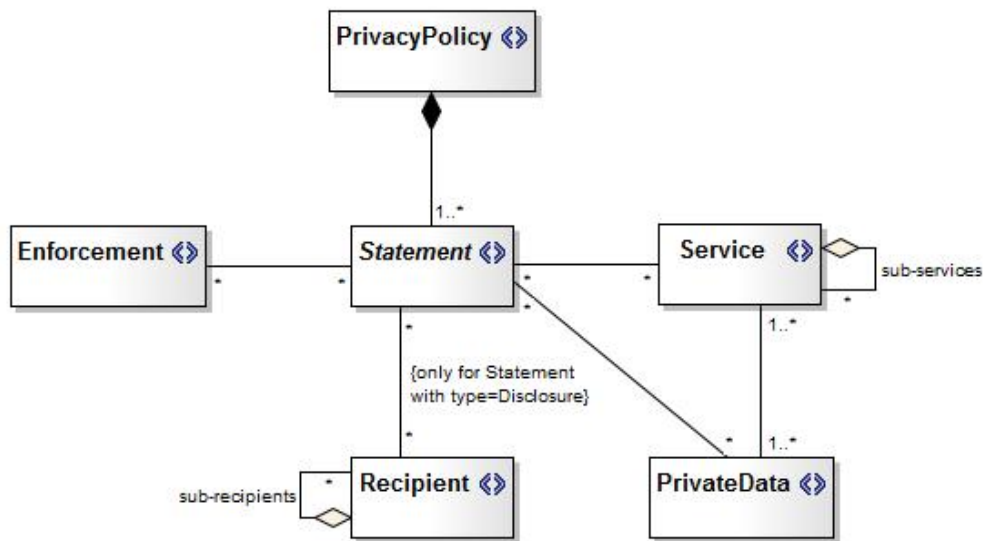 PrivacyPolicy
1..*
Enforcement
Statement
Service
* * * * *
sub-services
*
*
1..*
{only for Statement
with type=Disclosure}
* * 1..*
*
sub-recipients
Recipient
PrivateData